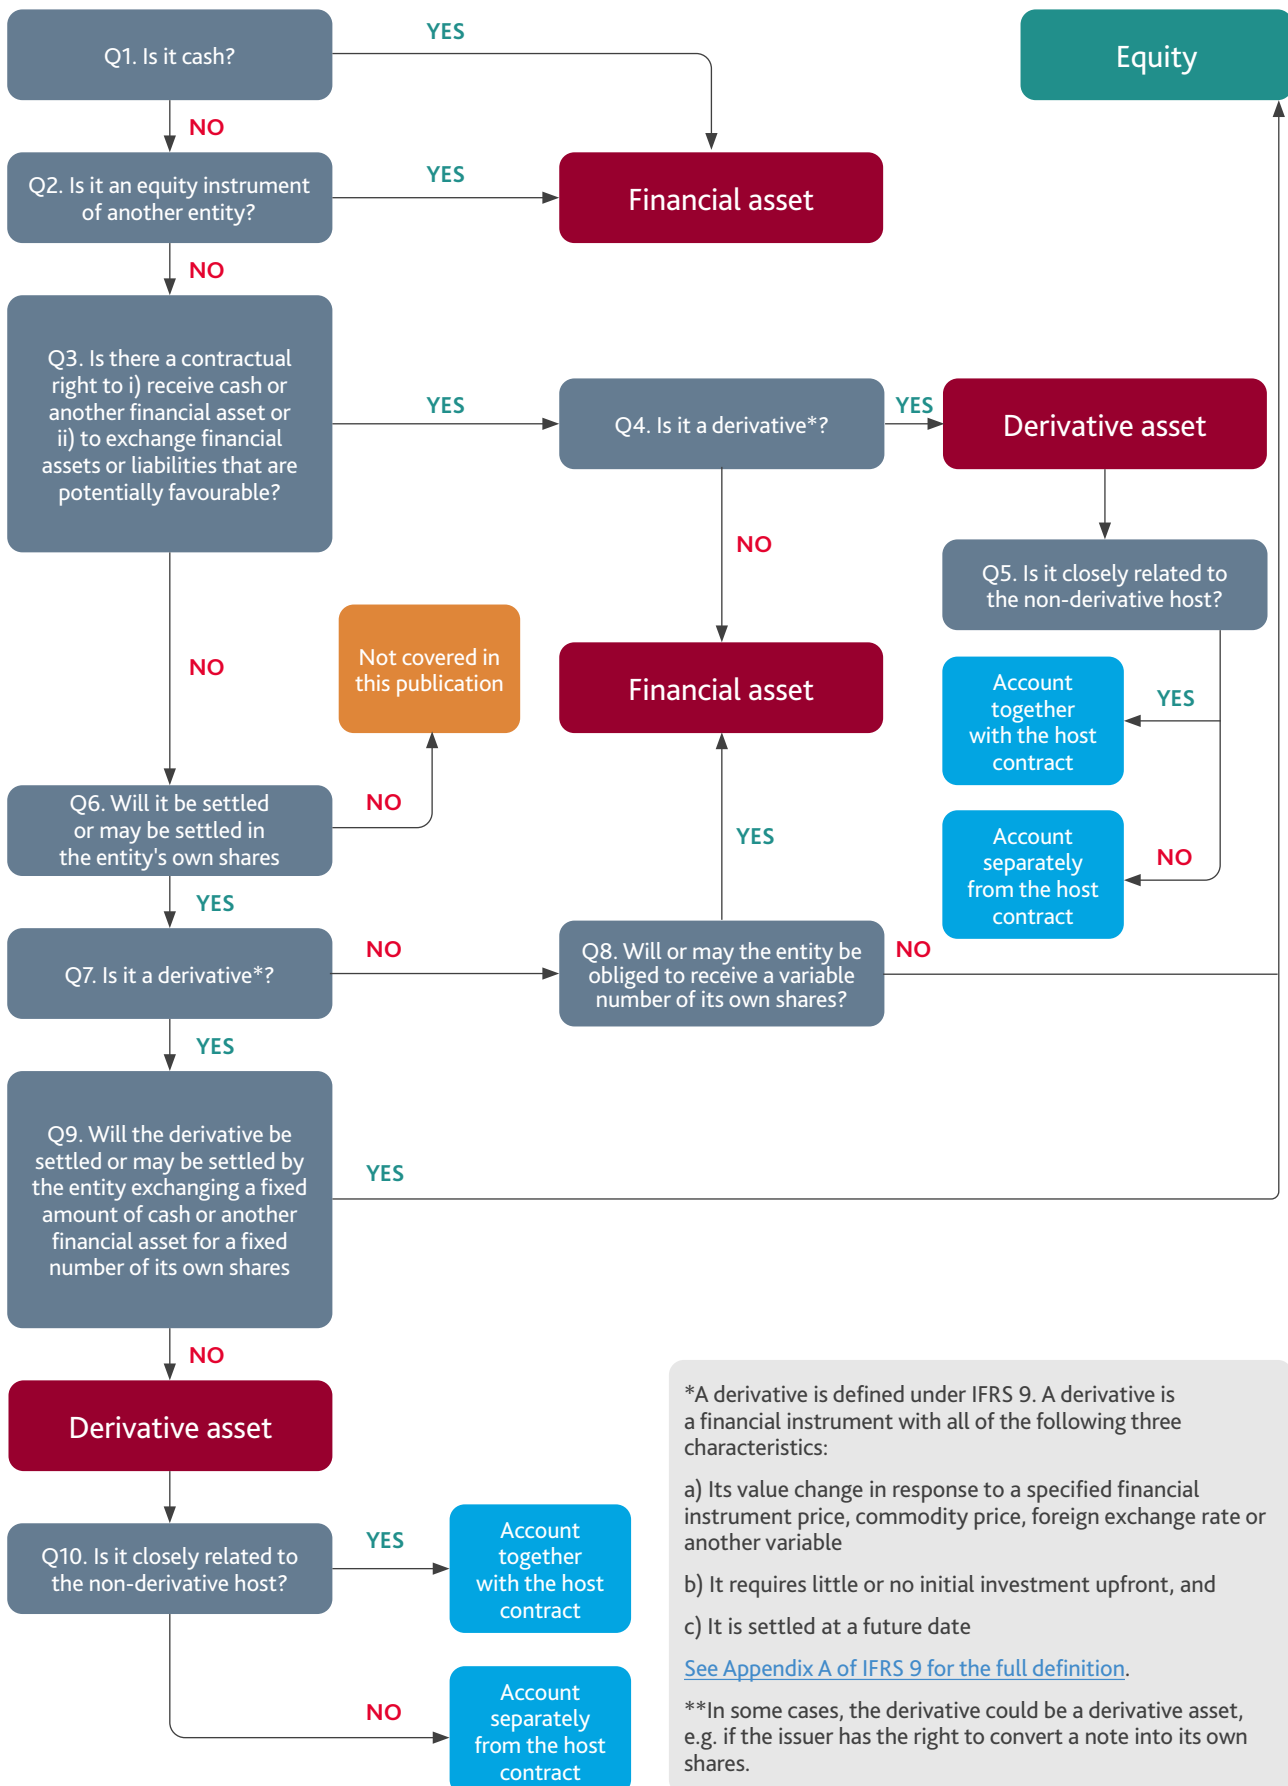 Q1. Is it cash?
YES
Equity
NO
Q2. Is it an equity instrument
of another entity?
YES
Financial asset
NO
Q3. Is there a contractual
right to i) receive cash or
another financial asset or
ii) to exchange financial
assets or liabilities that are
potentially favourable?
YES
Q4. Is it a derivative*?
YES
Derivative asset
NO
Q5. Is it closely related to
the non-derivative host?
NO
Not covered in
this publication
Financial asset
Account
together
with the host
contract
YES
Q6. Will it be settled
or may be settled in
the entity's own shares
NO
YES
Account
separately
from the host
contract
NO
YES
Q7. Is it a derivative*?
NO
Q8. Will or may the entity be
obliged to receive a variable
number of its own shares?
NO
YES
Q9. Will the derivative be
settled or may be settled by
the entity exchanging a fixed
amount of cash or another
financial asset for a fixed
number of its own shares
YES
NO
Derivative asset
Q10. Is it closely related to
the non-derivative host?
YES
Account
together
with the host
contract
NO
Account
separately
from the host
contract
*A derivative is defined under IFRS 9. A derivative is
a financial instrument with all of the following three
characteristics:
a) Its value change in response to a specified financial
instrument price, commodity price, foreign exchange rate or
another variable
b) It requires little or no initial investment upfront, and
c) It is settled at a future date
See Appendix A of IFRS 9 for the full definition.
**In some cases, the derivative could be a derivative asset,
e.g. if the issuer has the right to convert a note into its own
shares.